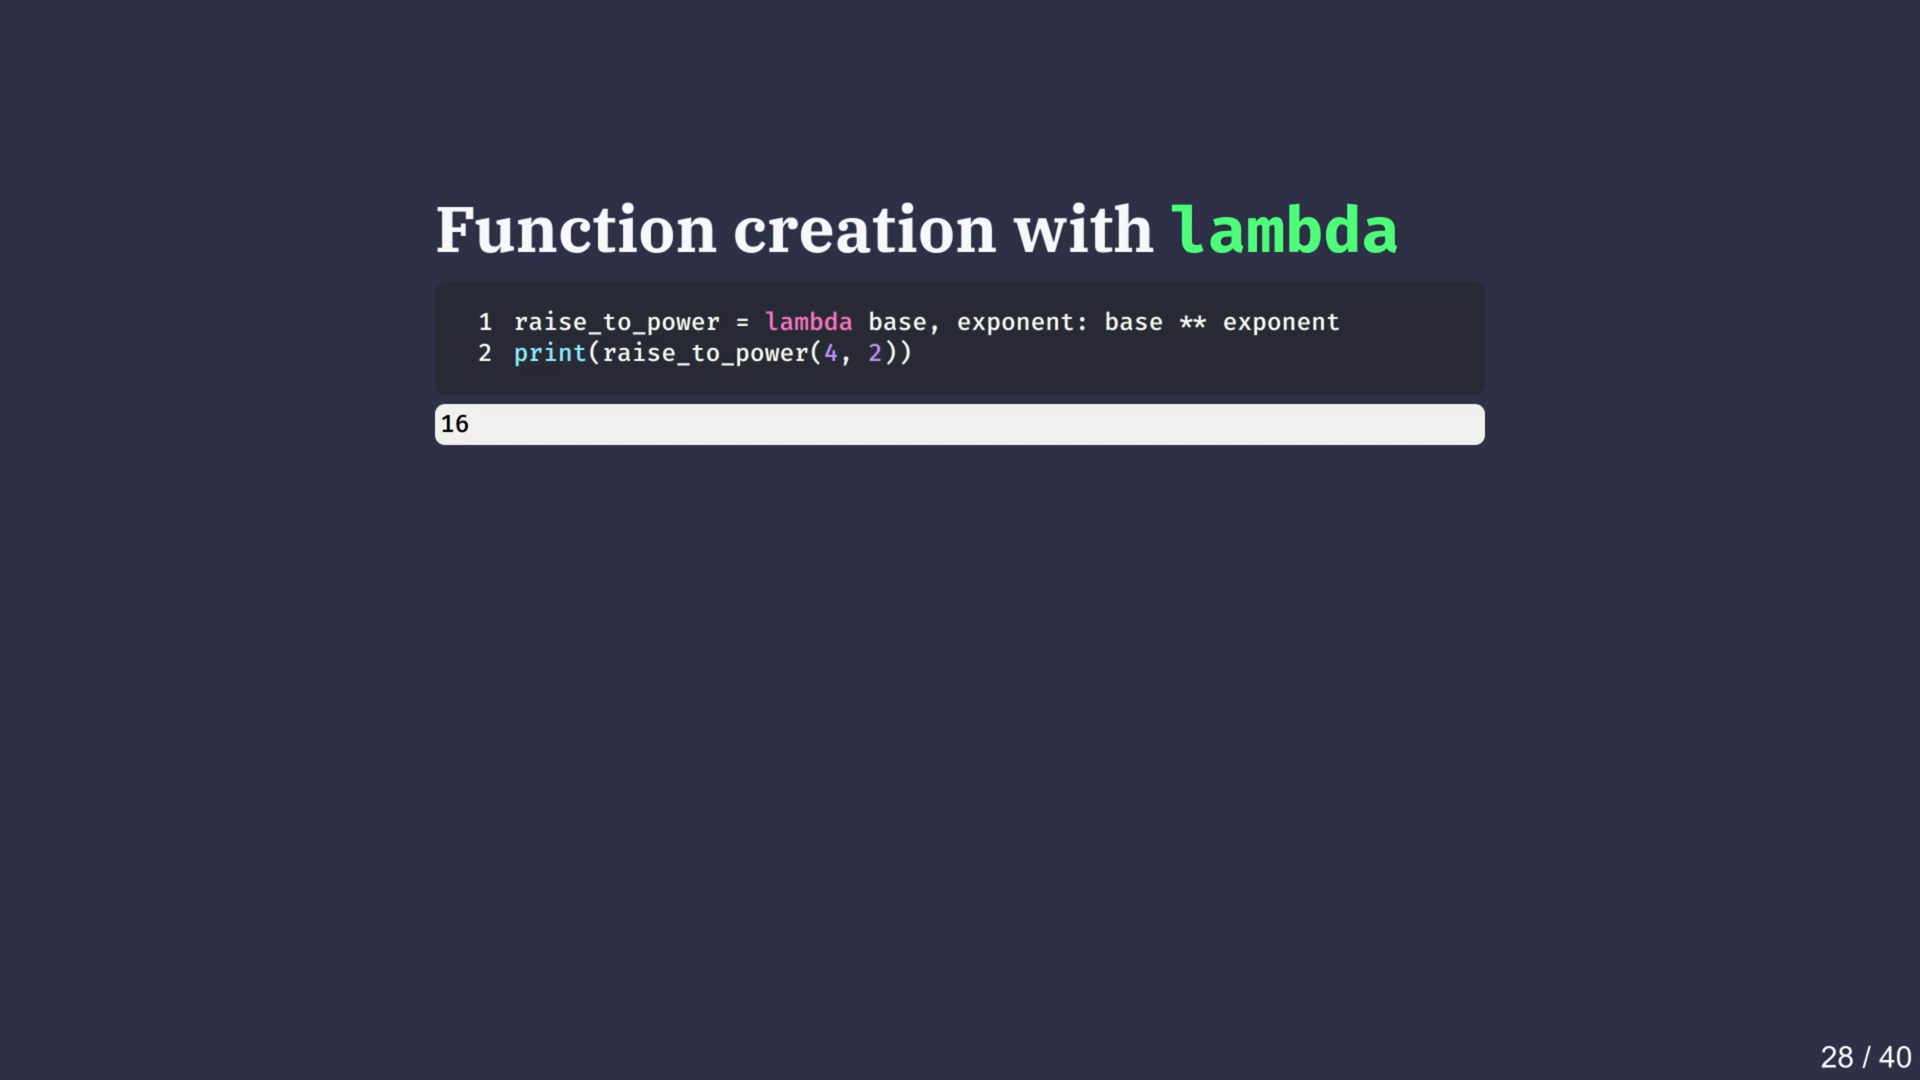 Function creation with lambda
1 raise_to_power = lambda base, exponent: base ** exponent
2 print(raise_to_power(4, 2))
16
28 / 40